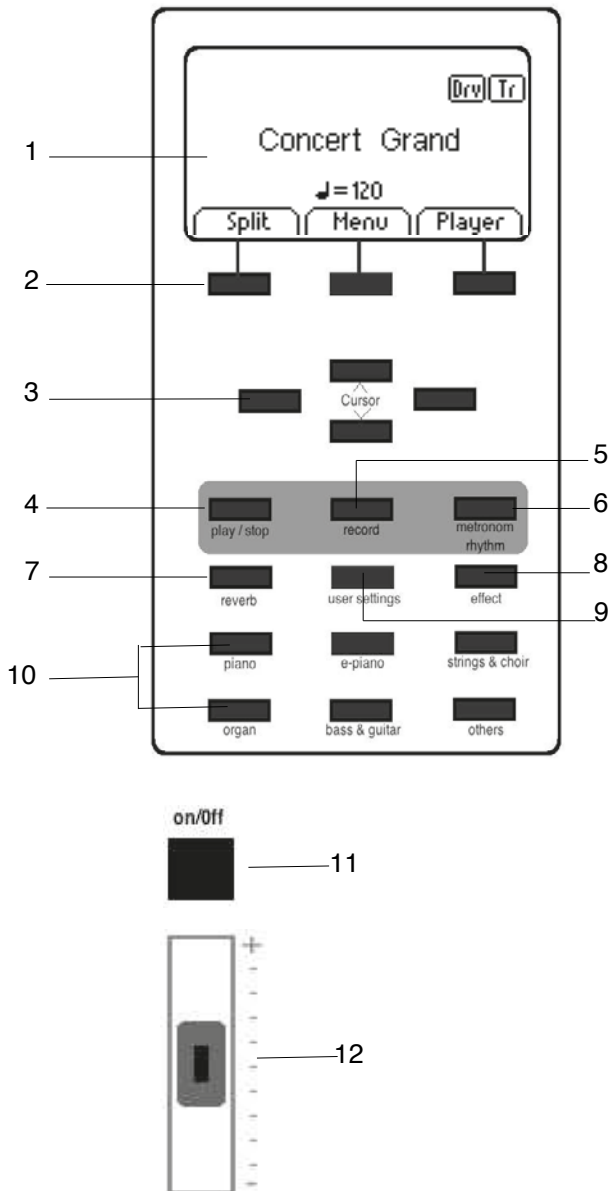 Drv Tr
1 Concert Grand
♩=120
Split Menu Player
2
3 Cursor
5
4 6
play / stop record metronom
rhythm
7 8
reverb user settings effect
9
piano e-piano strings & choir
10
organ bass & guitar others
on/Off
11
+
12
-